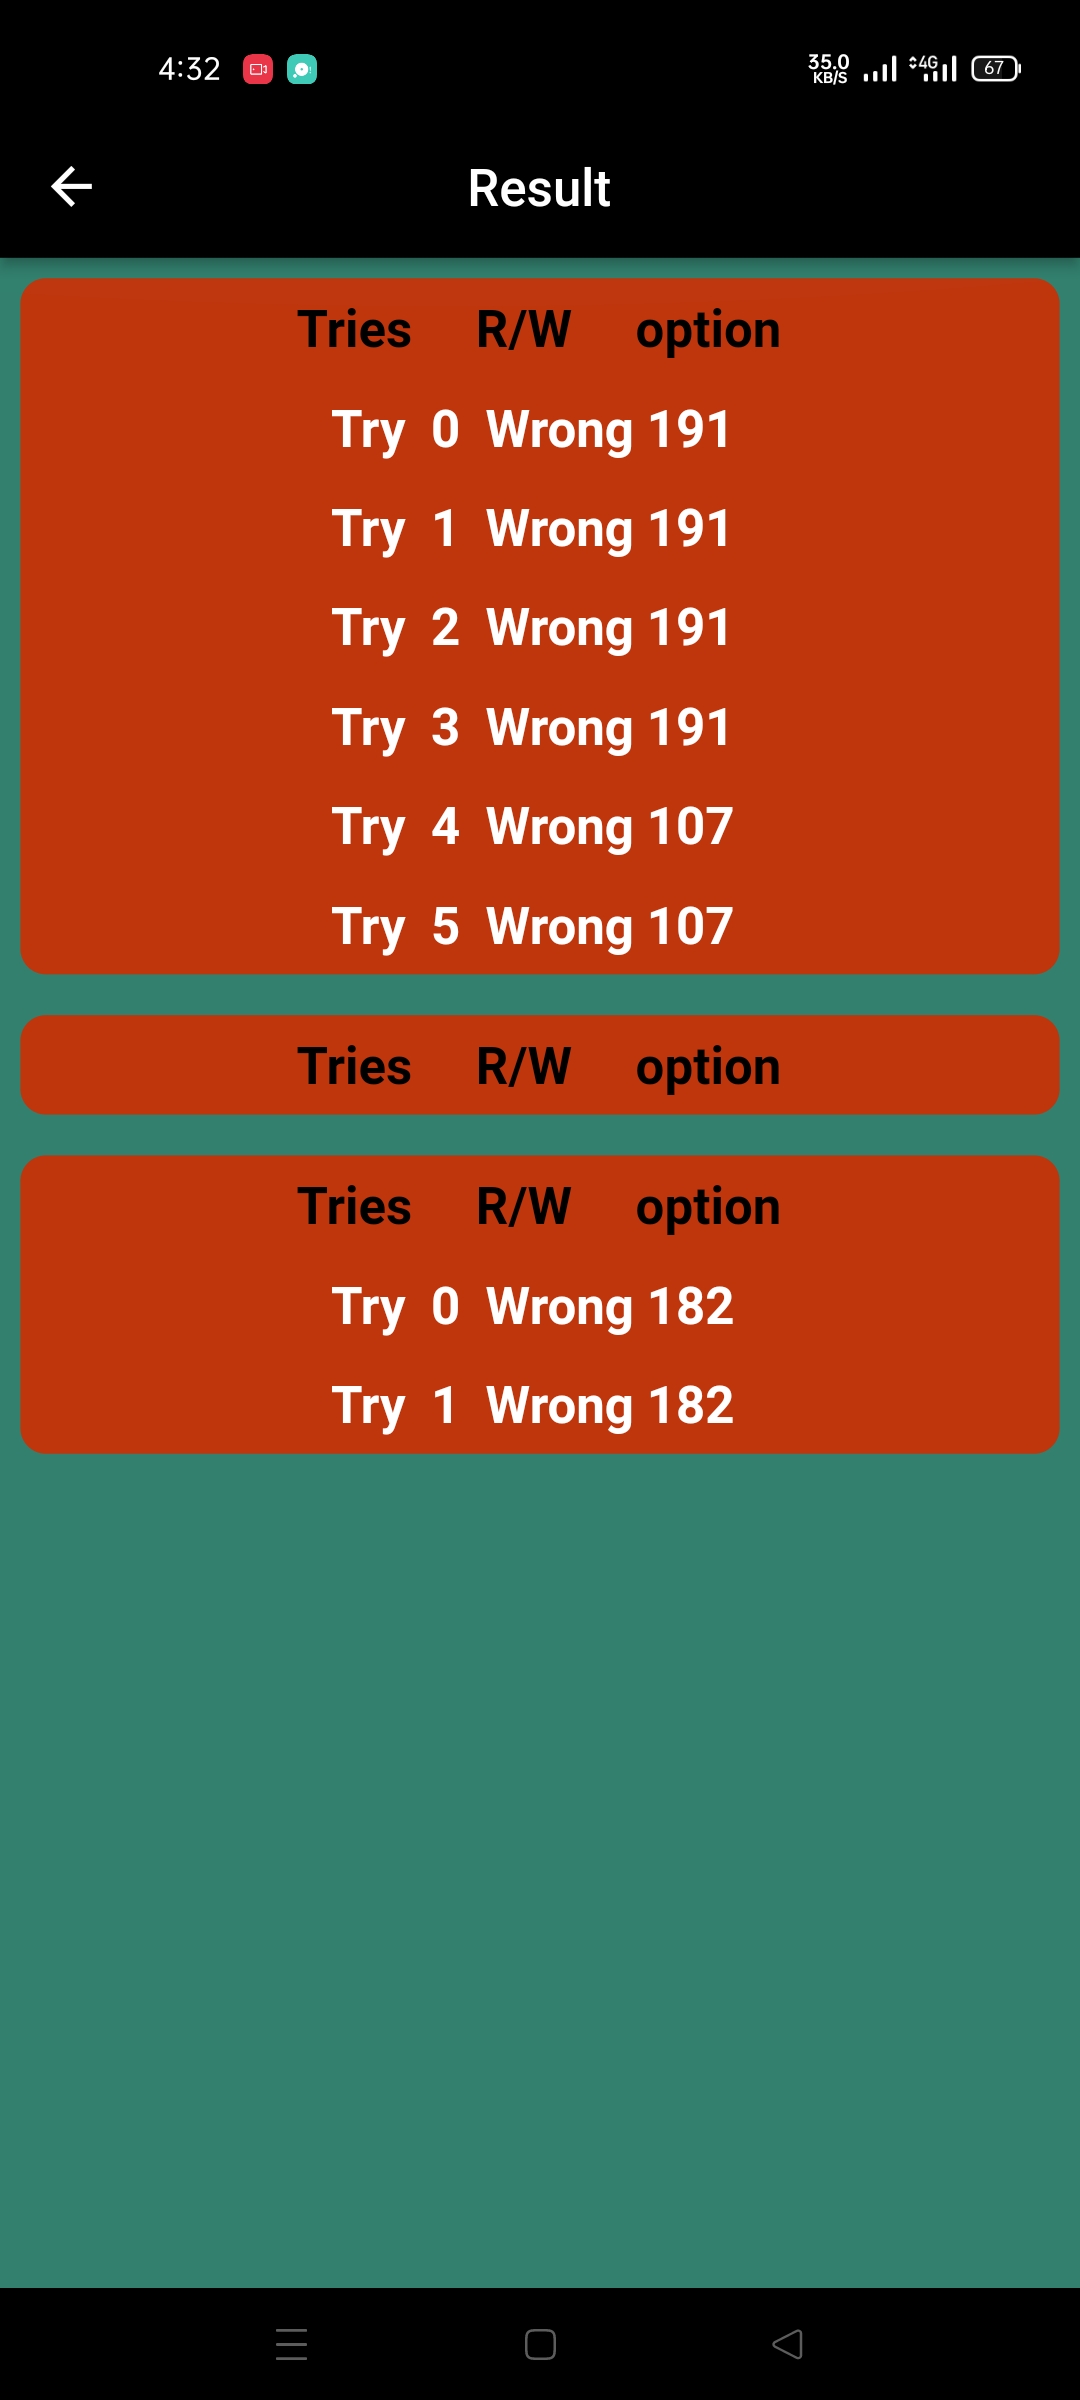 4:32 35.0 KB/S 4G 67
Result
Tries R/W option
Try 0 Wrong 191
Try 1 Wrong 191
Try 2 Wrong 191
Try 3 Wrong 191
Try 4 Wrong 107
Try 5 Wrong 107
Tries R/W option
Tries R/W option
Try 0 Wrong 182
Try 1 Wrong 182